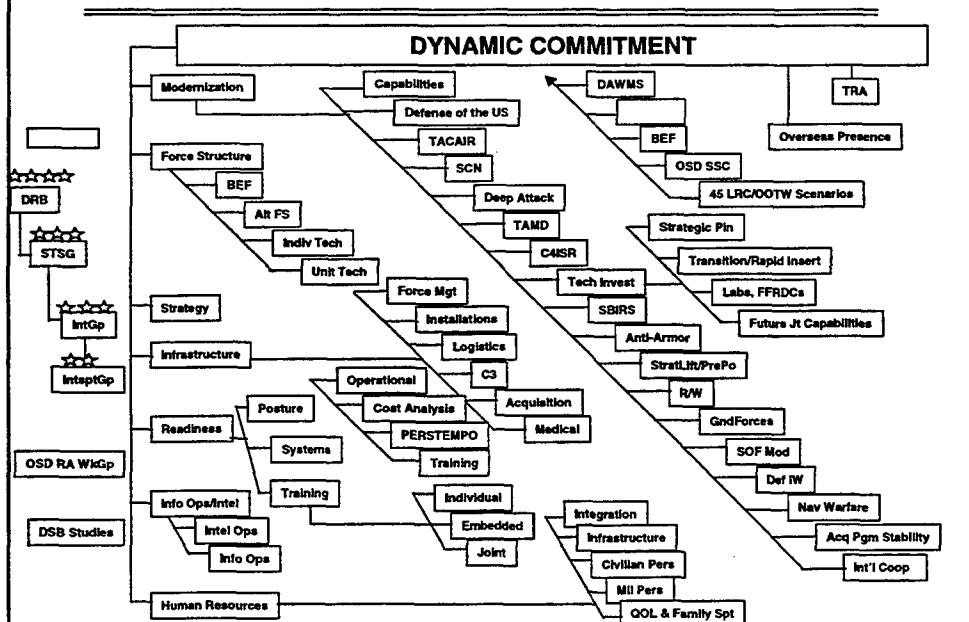 DYNAMIC COMMITMENT
TRA
Overseas Presence
DRB
STSG
IntGp
IntsptGp
OSD RA WkGp
DSB Studies
Modernization
Capabilities
Defense of the US
TACAIR
SCN
Deep Attack
TAMD
C4ISR
Tech Invest
SBIRS
Anti-Armor
StratLift/PrePo
R/W
GndForces
SOF Mod
Def IW
Nav Warfare
Acq Pgm Stability
Int'l Coop
DAWMS
BEF
OSD SSC
45 LRC/OOTW Scenarios
Strategic Pin
Transition/Rapid Insert
Labs, FFRDCs
Future Jt Capabilities
Force Structure
BEF
Alt FS
Indiv Tech
Unit Tech
Strategy
Infrastructure
Force Mgt
Installations
Logistics
C3
Acquisition
Medical
Readiness
Posture
Systems
Training
Operational
Cost Analysis
PERSTEMPO
Training
Individual
Embedded
Joint
Info Ops/Intel
Intel Ops
Info Ops
Human Resources
Integration
Infrastructure
Civilian Pers
Mil Pers
QOL & Family Spt